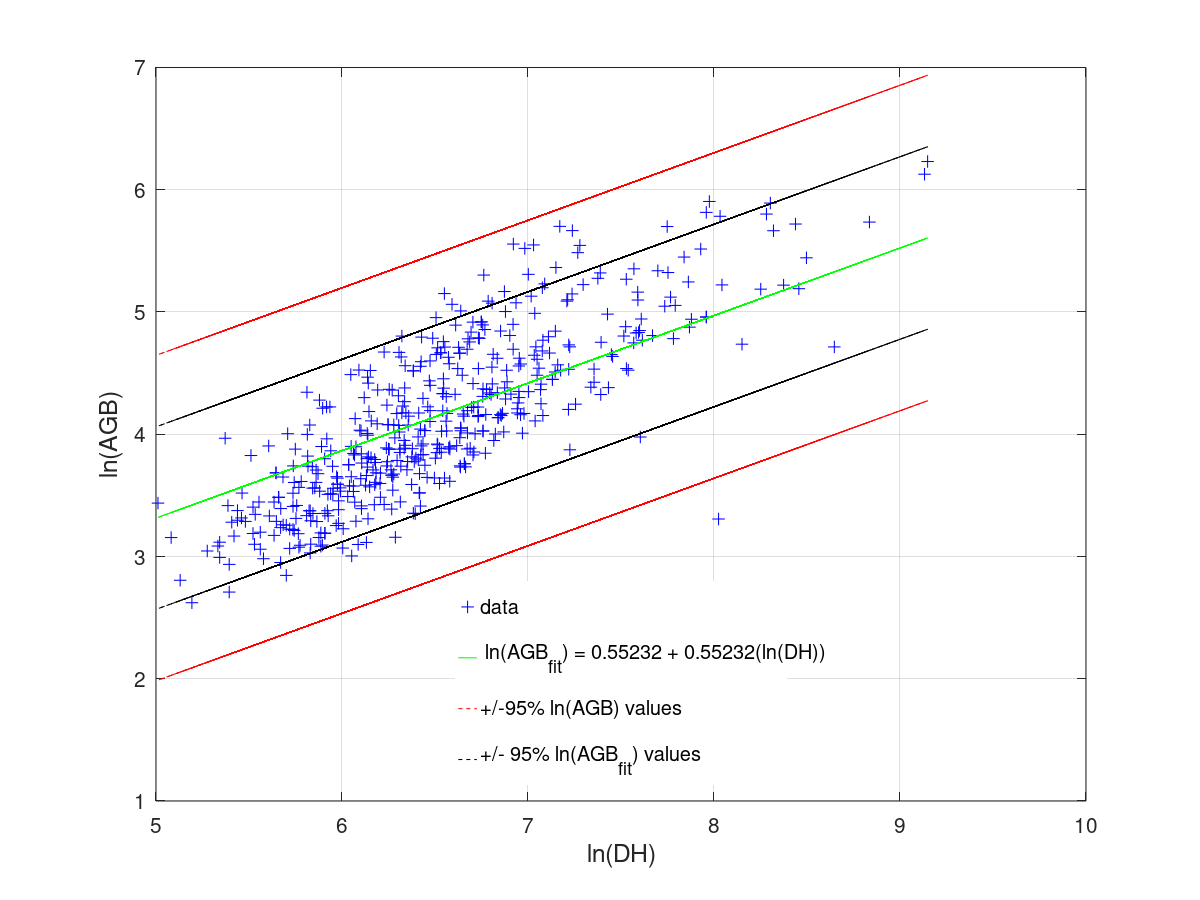 7
6
5
4
3
2
1
ln(AGB)
data
ln(AGB_fit) = 0.55232 + 0.55232(ln(DH))
+/-95% ln(AGB) values
+/- 95% ln(AGB_fit) values
5 6 7 8 9 10
ln(DH)